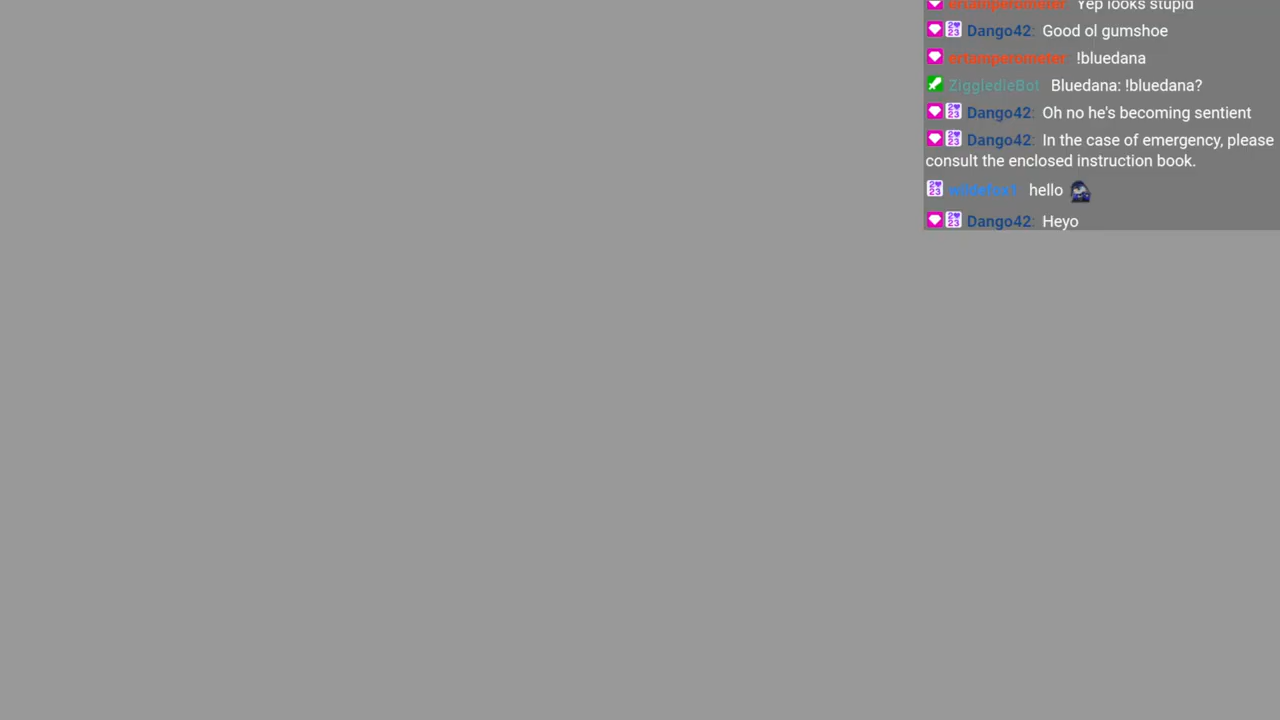 Yep looks stupid
Dango42: Good ol gumshoe
!bluedana
ZiggledieBot Bluedana: !bluedana?
Dango42: Oh no he's becoming sentient
Dango42: In the case of emergency, please
consult the enclosed instruction book.
hello
Dango42: Heyo